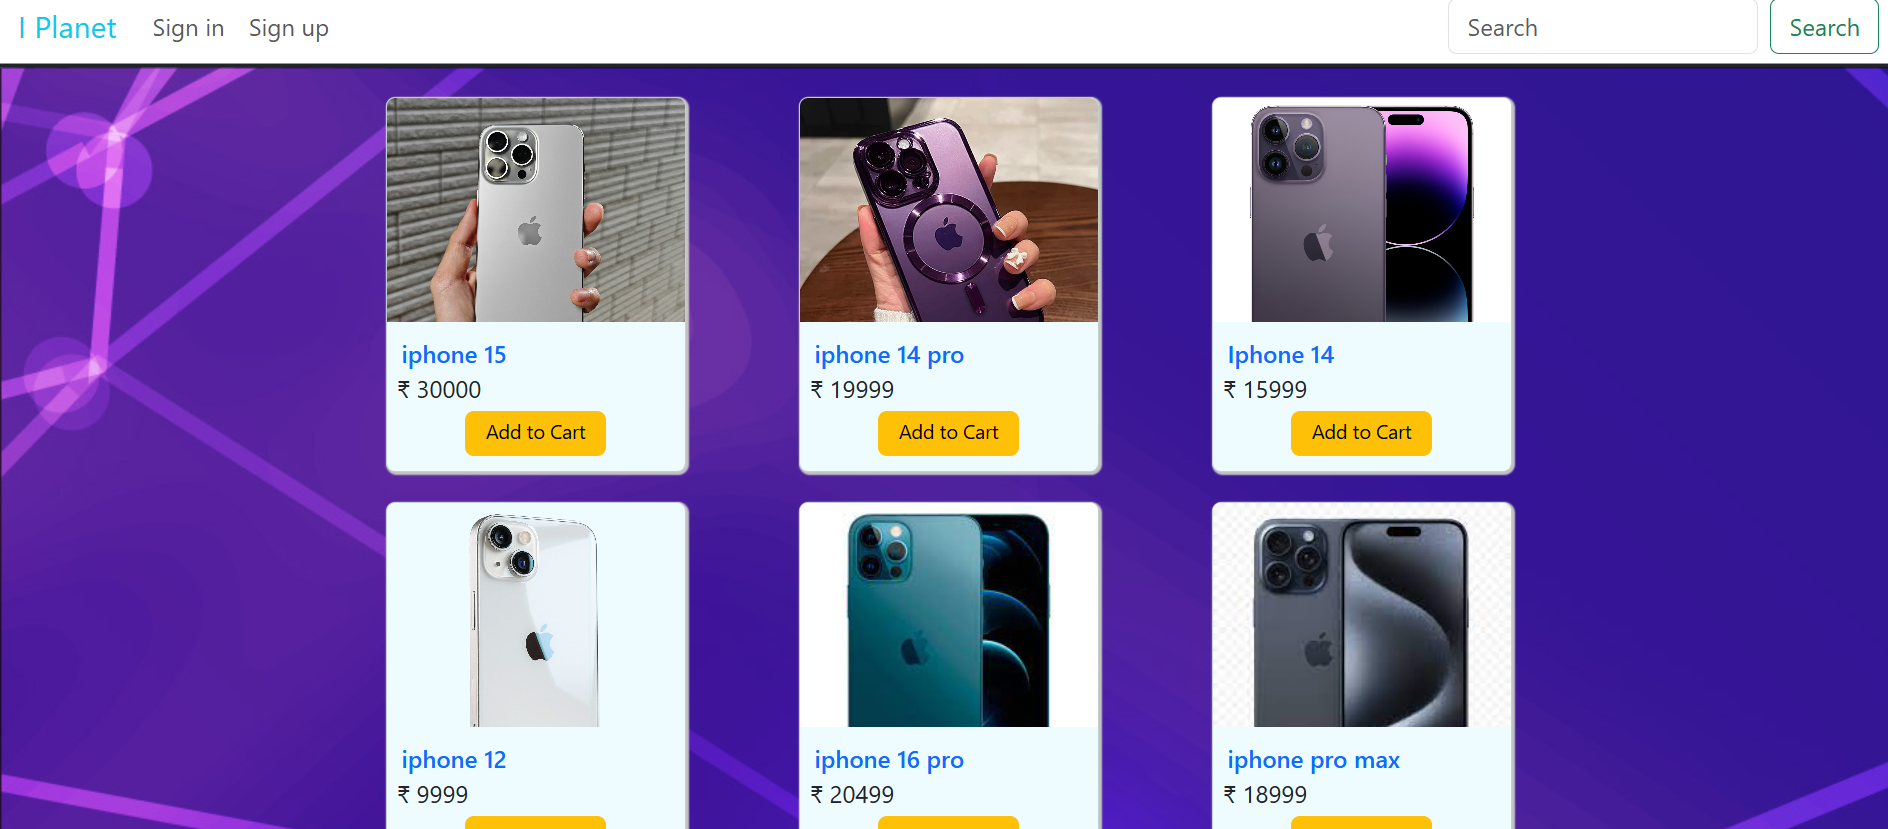 I Planet Sign in Sign up Search Search
iphone 15
₹ 30000
Add to Cart
iphone 14 pro
₹ 19999
Add to Cart
Iphone 14
₹ 15999
Add to Cart
iphone 12
₹ 9999
iphone 16 pro
₹ 20499
iphone pro max
₹ 18999